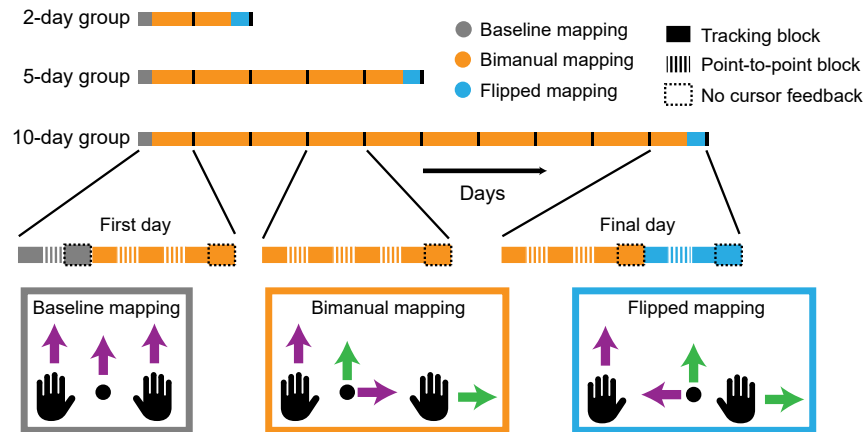 2-day group
5-day group
10-day group
Baseline mapping
Bimanual mapping
Flipped mapping
Tracking block
Point-to-point block
No cursor feedback
Days
First day
Final day
Baseline mapping
Bimanual mapping
Flipped mapping